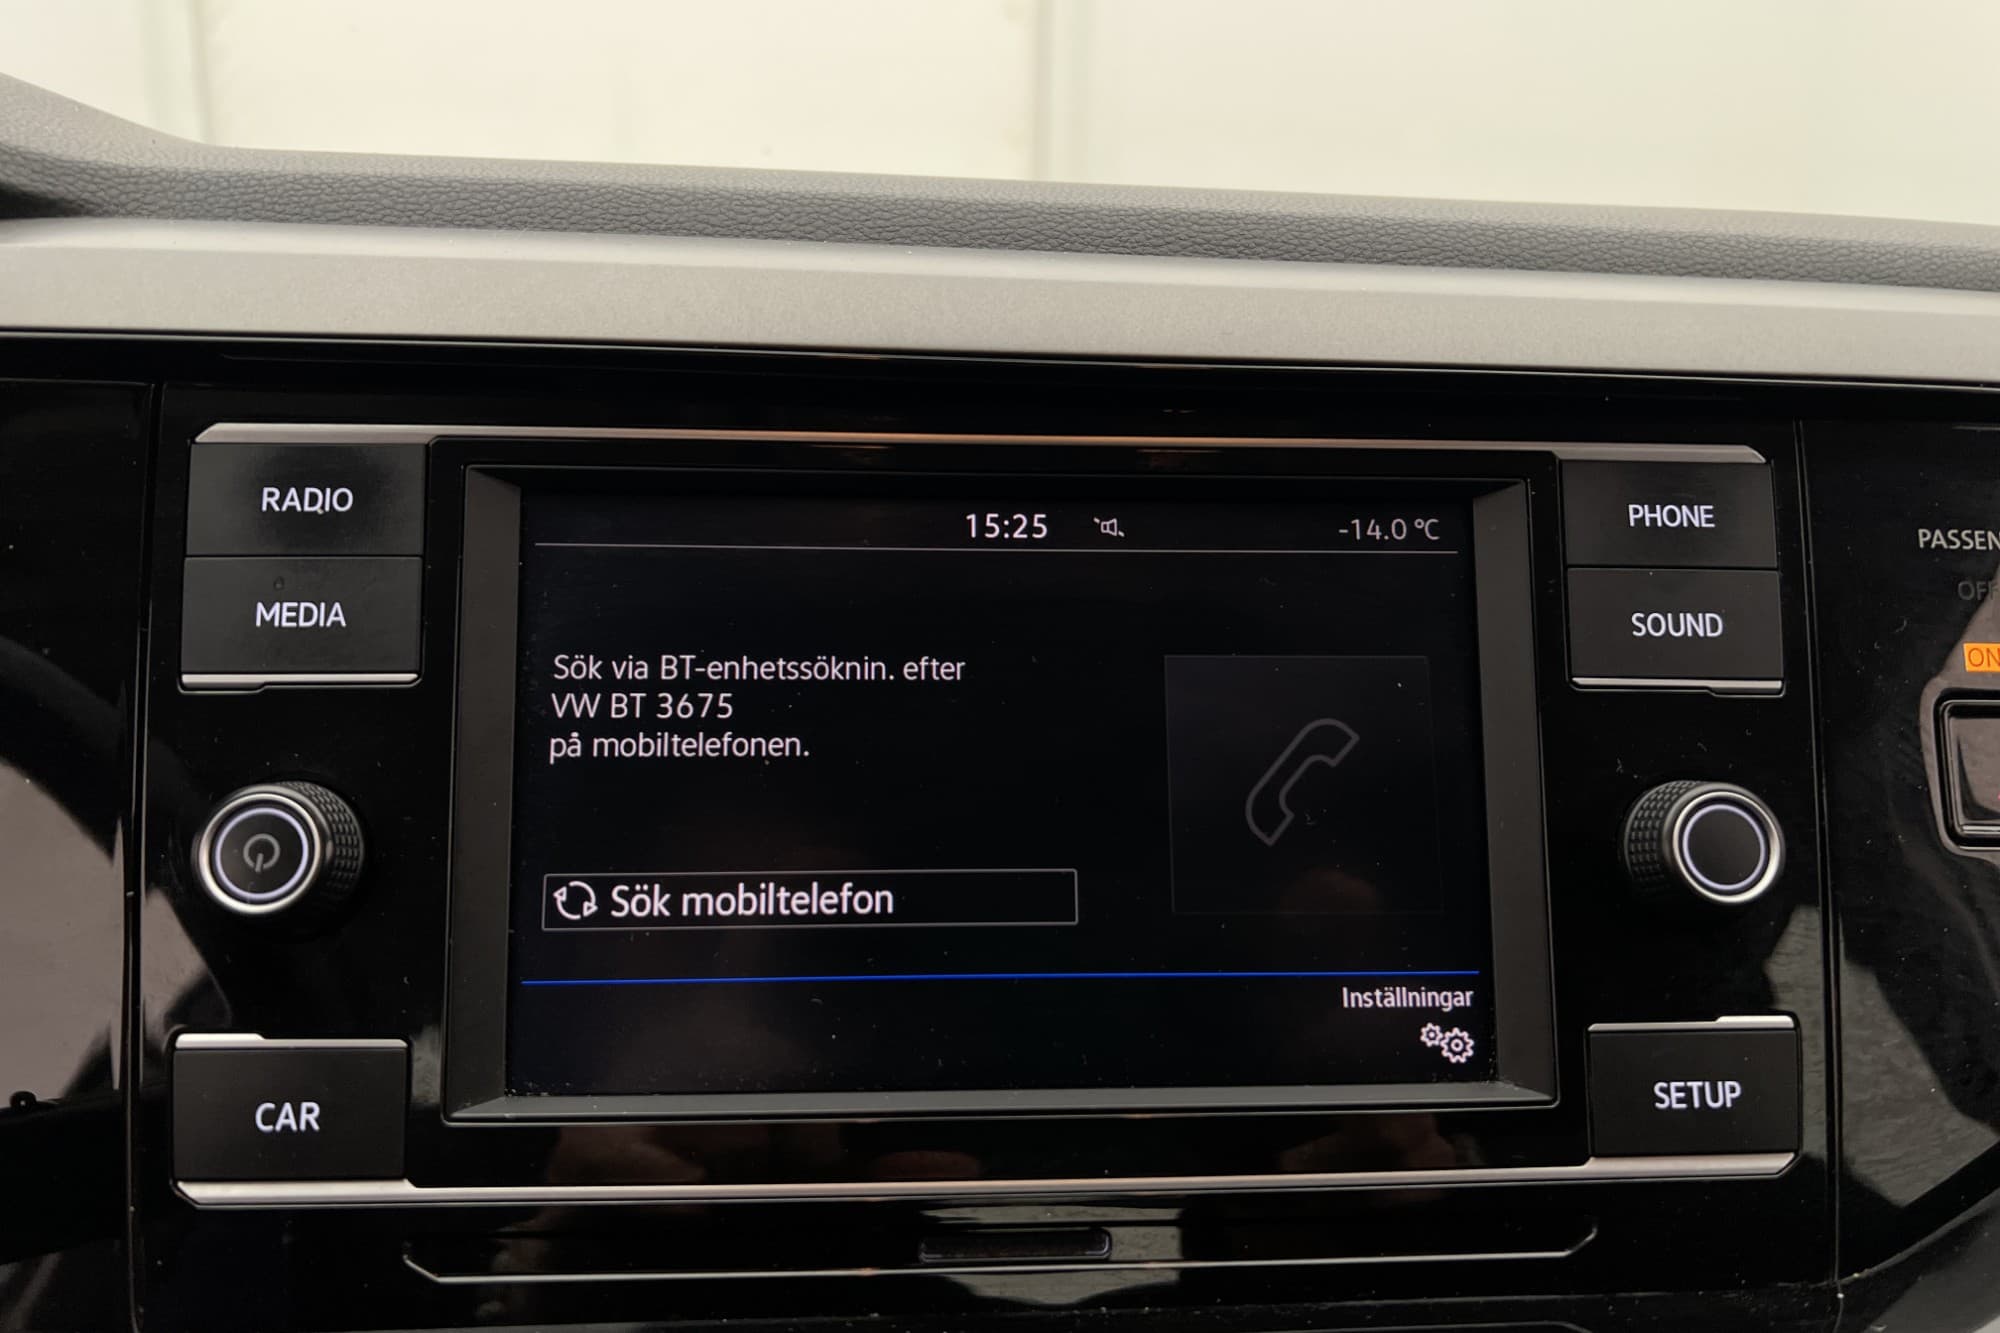 RADIO
MEDIA
CAR
15:25
-14.0 °C
Sök via BT-enhetssöknin. efter
VW BT 3675
på mobiltelefonen.
Sök mobiltelefon
Inställningar
PHONE
SOUND
SETUP
PASSEN
OFF
ON